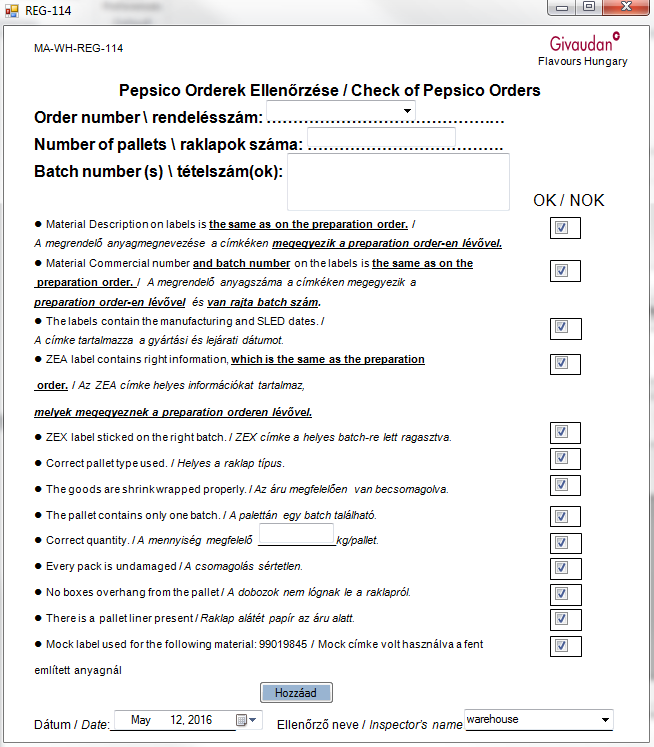 REG-114
MA-WH-REG-114
Givaudan
Flavours Hungary
Pepsico Orderek Ellenőrzése / Check of Pepsico Orders
Order number \ rendelésszám: ……………………………………….…
Number of pallets \ raklapok száma: …………………………………
Batch number (s) \ tételszám(ok):
OK / NOK
● Material Description on labels is the same as on the preparation order. /
A megrendelő anyagmegnevezése a címkéken megegyezik a preparation order-en lévővel.
● Material Commercial number and batch number on the labels is the same as on the
preparation order. / A megrendelő anyagszáma a címkéken megegyezik a
preparation order-en lévővel és van rajta batch szám.
● The labels contain the manufacturing and SLED dates. /
A címke tartalmazza a gyártási és lejárati dátumot.
● ZEA label contains right information, which is the same as the preparation
order. / Az ZEA címke helyes információkat tartalmaz,
melyek megegyeznek a preparation orderen lévővel.
● ZEX label sticked on the right batch. / ZEX címke a helyes batch-re lett ragasztva.
● Correct pallet type used. / Helyes a raklap típus.
● The goods are shrink wrapped properly. / Az áru megfelelően van becsomagolva.
● The pallet contains only one batch. / A palettán egy batch található.
● Correct quantity. / A mennyiség megfelelő kg/pallet.
● Every pack is undamaged / A csomagolás sértetlen.
● No boxes overhang from the pallet / A dobozok nem lógnak le a raklapról.
● There is a pallet liner present / Raklap alátét papír az áru alatt.
● Mock label used for the following material: 99019845 / Mock címke volt használva a fent
említett anyagnál
Hozzáad
Dátum / Date: May 12, 2016 Ellenőrző neve / Inspector's name warehouse